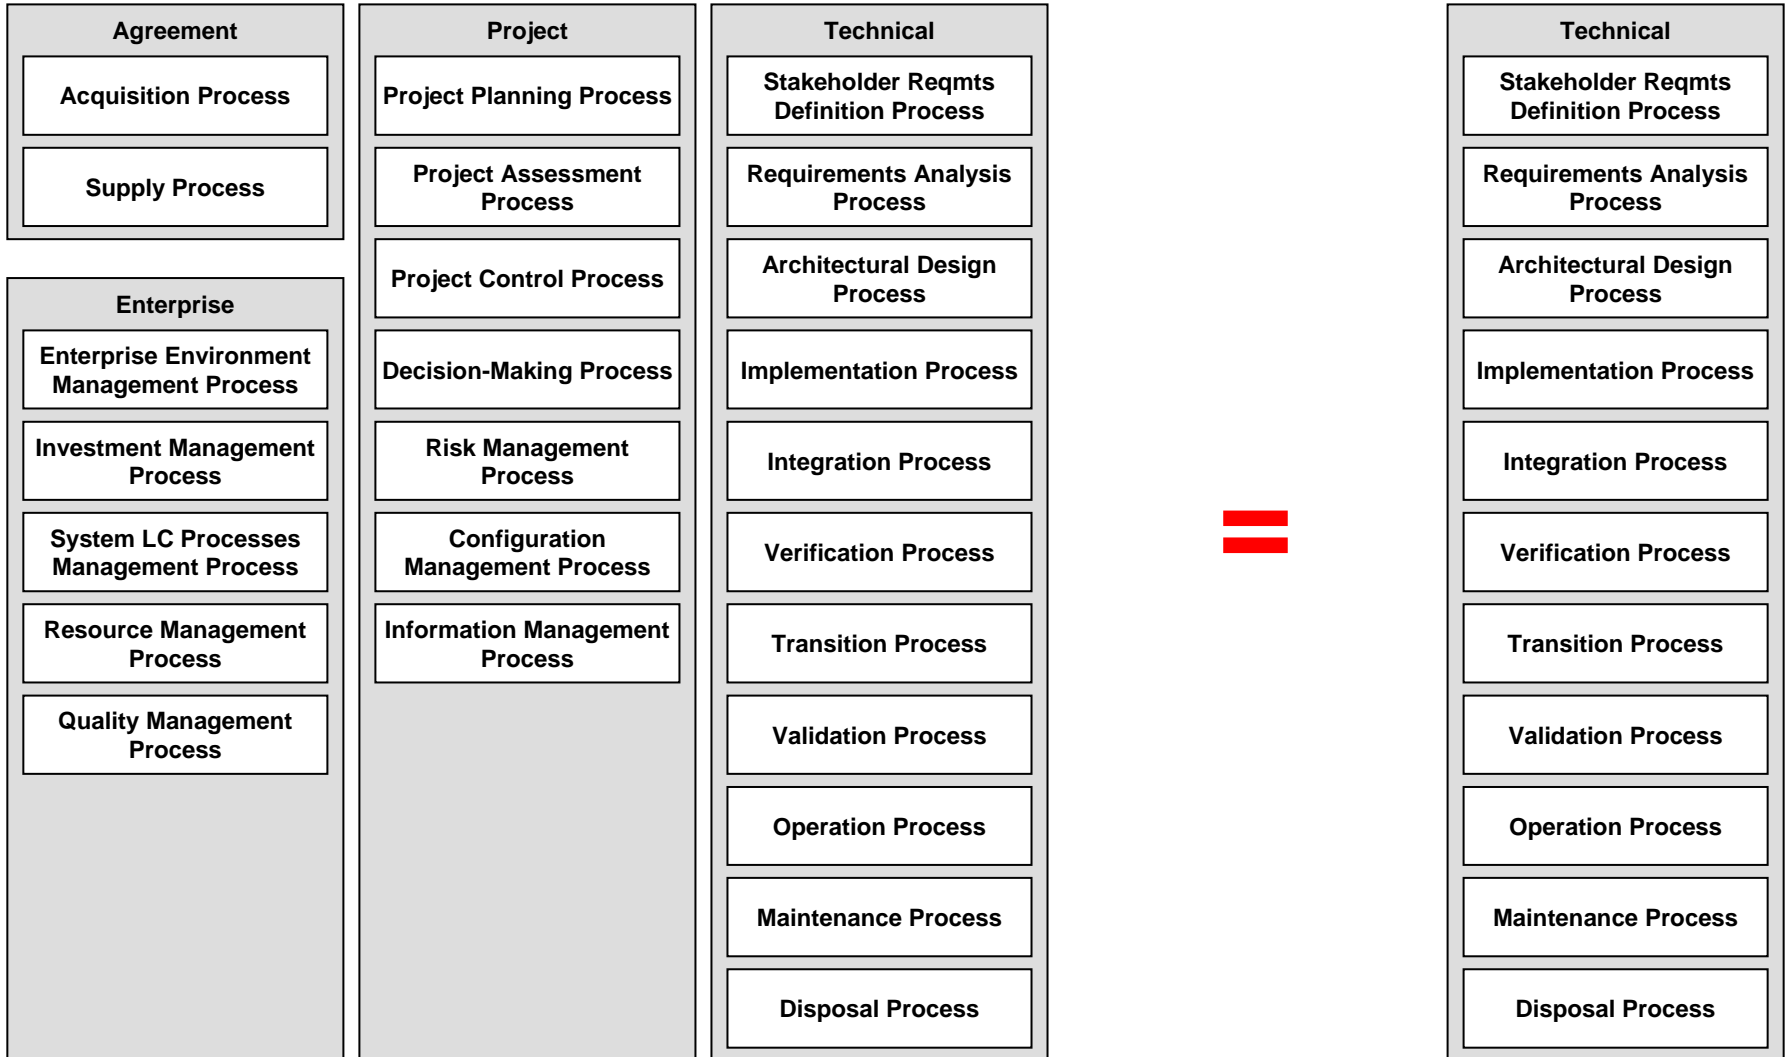 Agreement
Acquisition Process
Supply Process
Enterprise
Enterprise Environment
Management Process
Investment Management
Process
System LC Processes
Management Process
Resource Management
Process
Quality Management
Process
Project
Project Planning Process
Project Assessment
Process
Project Control Process
Decision-Making Process
Risk Management
Process
Configuration
Management Process
Information Management
Process
Technical
Stakeholder Reqmts
Definition Process
Requirements Analysis
Process
Architectural Design
Process
Implementation Process
Integration Process
Verification Process
Transition Process
Validation Process
Operation Process
Maintenance Process
Disposal Process
=
Technical
Stakeholder Reqmts
Definition Process
Requirements Analysis
Process
Architectural Design
Process
Implementation Process
Integration Process
Verification Process
Transition Process
Validation Process
Operation Process
Maintenance Process
Disposal Process